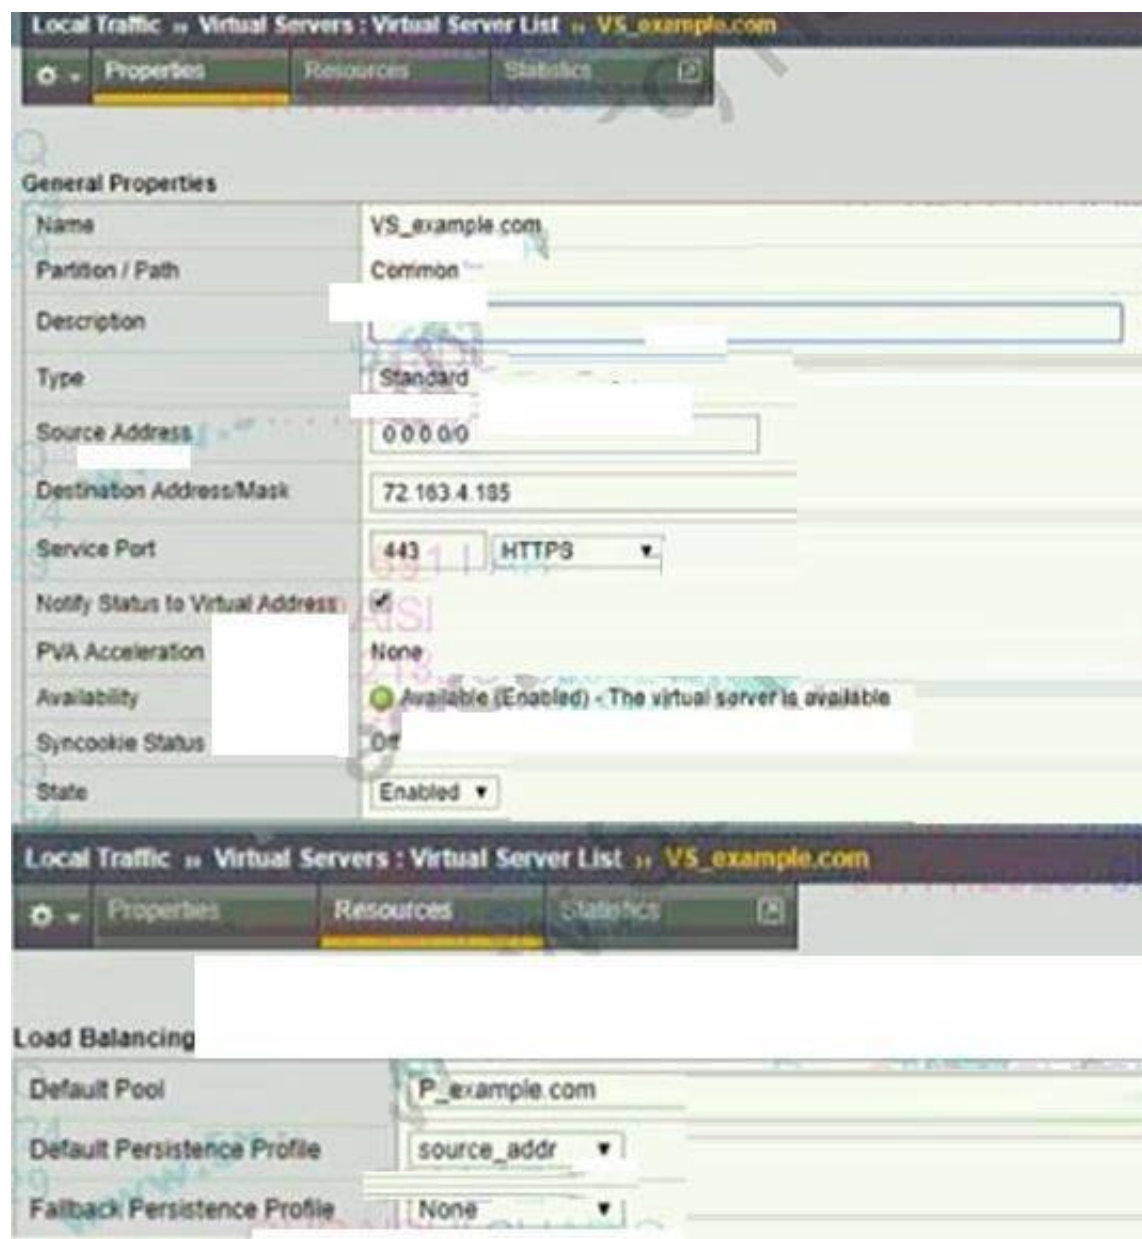 Local Traffic » Virtual Servers : Virtual Server List » VS_example.com
Properties Resources Statistics
General Properties
Name VS_example.com
Partition / Path Common
Description
Type Standard
Source Address 0.0.0.0/0
Destination Address/Mask 72.163.4.185
Service Port 443 HTTPS
Notify Status to Virtual Address
PVA Acceleration None
Availability Available (Enabled) - The virtual server is available
Syncookie Status Off
State Enabled
Local Traffic » Virtual Servers : Virtual Server List » VS_example.com
Properties Resources Statistics
Load Balancing
Default Pool P_example.com
Default Persistence Profile source_addr
Fallback Persistence Profile None